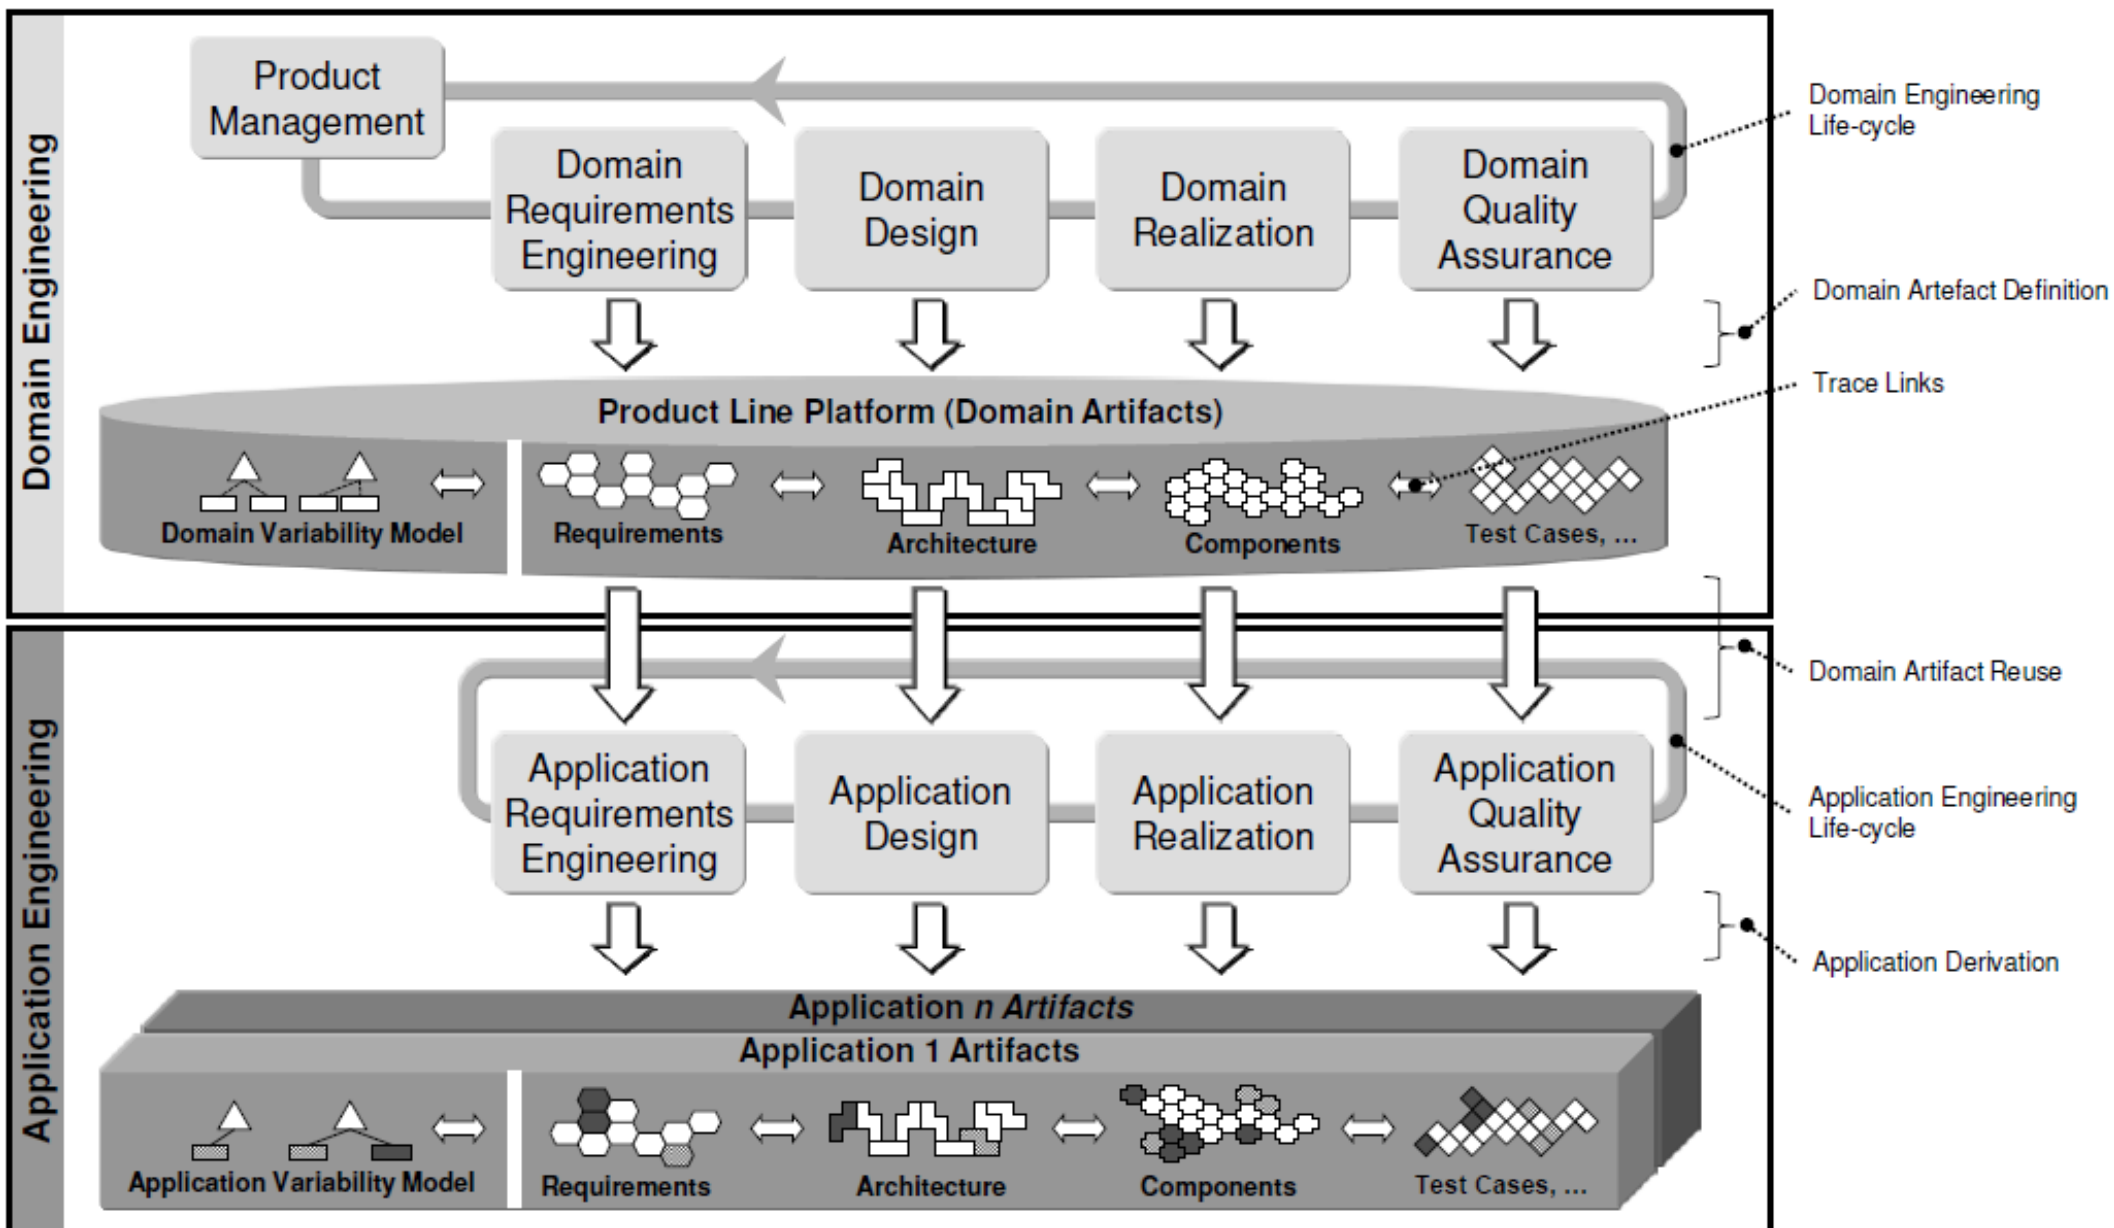 Domain Engineering
Product
Management
Domain
Requirements
Engineering
Domain
Design
Domain
Realization
Domain
Quality
Assurance
Domain Engineering
Life-cycle
Domain Artefact Definition
Trace Links
Product Line Platform (Domain Artifacts)
Domain Variability Model
Requirements
Architecture
Components
Test Cases, ...
Domain Artifact Reuse
Application Engineering
Application
Requirements
Engineering
Application
Design
Application
Realization
Application
Quality
Assurance
Application Engineering
Life-cycle
Application Derivation
Application n Artifacts
Application 1 Artifacts
Application Variability Model
Requirements
Architecture
Components
Test Cases, ...